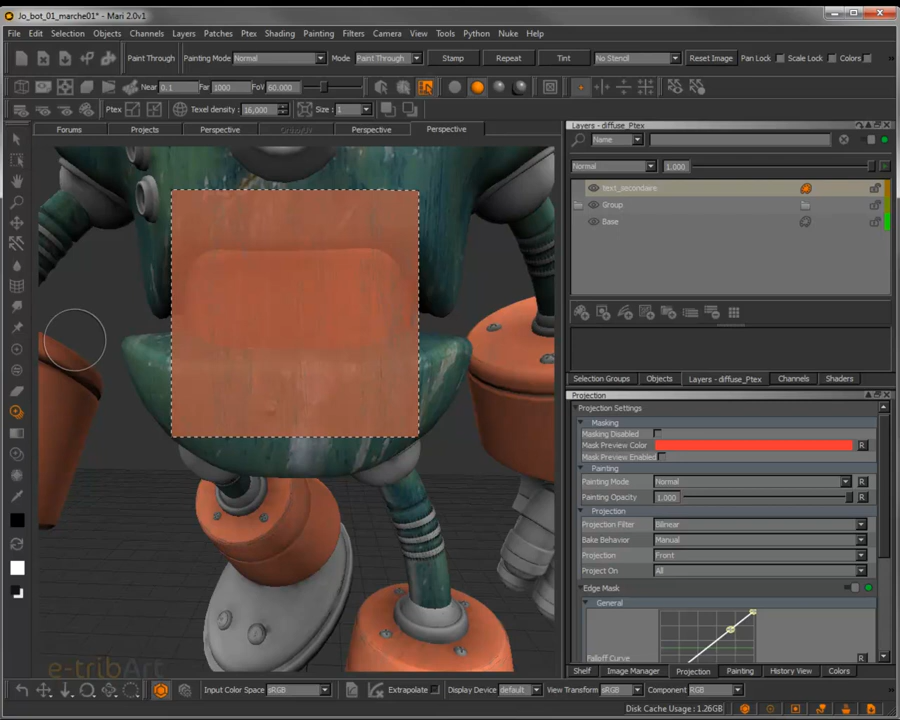 Jo_bot_01_marche01* - Mari 2.0v1
File Edit Selection Objects Channels Layers Patches Ptex Shading Painting Filters Camera View Tools Python Nuke Help
Paint Through Painting Mode Normal Mode Paint Through Stamp Repeat Tint No Stencil Reset Image Pan Lock Scale Lock Colors
Near 0,1 Far 1000 FoV 60,000
Ptex Texel density: 16,000 Size : 1
Forums Projects Perspective Ortho/UV Perspective Perspective
Layers - diffuse_Ptex
Name
Normal 1.000
text_secondaire
Group
Base
Selection Groups Objects Layers - diffuse_Ptex Channels Shaders
Projection
Projection Settings
Masking
Masking Disabled
Mask Preview Color R
Mask Preview Enabled
Painting
Painting Mode Normal R
Painting Opacity 1.000 R
Projection
Projection Filter Bilinear
Bake Behavior Manual
Projection Front
Project On All
Edge Mask
General
Falloff Curve R
e-tribArt
Shelf Image Manager Projection Painting History View Colors
Input Color Space sRGB Extrapolate Display Device default View Transform sRGB Component RGB
Disk Cache Usage: 1.26GB